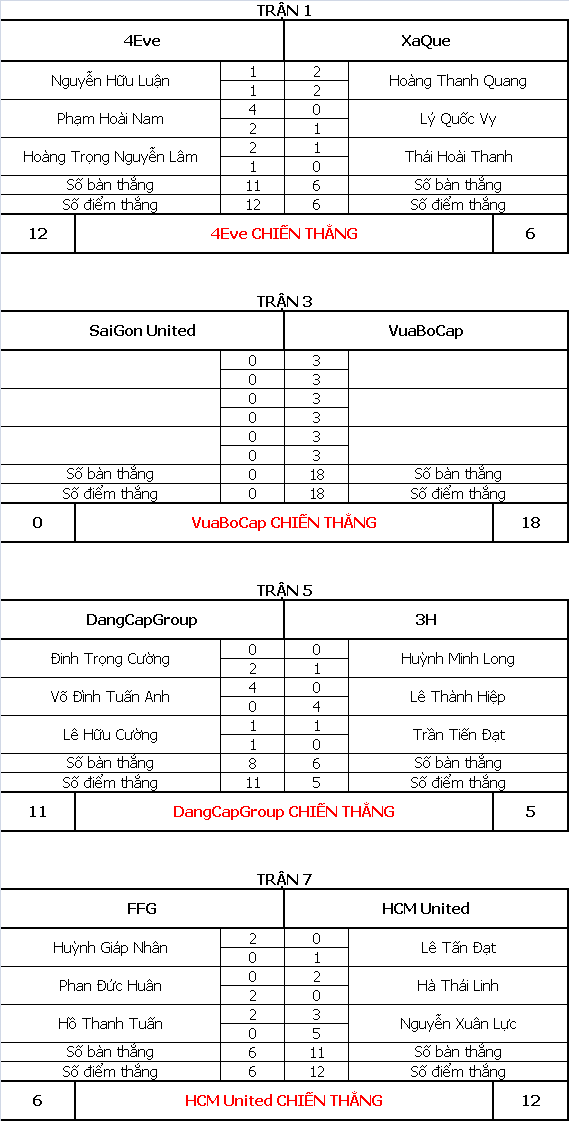 TRẬN 1
4Eve XaQue
Nguyễn Hữu Luận 1 2 Hoàng Thanh Quang
1 2
Phạm Hoài Nam 4 0 Lý Quốc Vy
2 1
Hoàng Trọng Nguyễn Lâm 2 1 Thái Hoài Thanh
1 0
Số bàn thắng 11 6 Số bàn thắng
Số điểm thắng 12 6 Số điểm thắng
12 4Eve CHIẾN THẮNG 6
TRẬN 3
SaiGon United VuaBoCap
0 3
0 3
0 3
0 3
0 3
0 3
Số bàn thắng 0 18 Số bàn thắng
Số điểm thắng 0 18 Số điểm thắng
0 VuaBoCap CHIẾN THẮNG 18
TRẬN 5
DangCapGroup 3H
Đinh Trọng Cường 0 0 Huỳnh Minh Long
2 1
Võ Đình Tuấn Anh 4 0 Lê Thành Hiệp
0 4
Lê Hữu Cường 1 1 Trần Tiến Đạt
1 0
Số bàn thắng 8 6 Số bàn thắng
Số điểm thắng 11 5 Số điểm thắng
11 DangCapGroup CHIẾN THẮNG 5
TRẬN 7
FFG HCM United
Huỳnh Giáp Nhân 2 0 Lê Tấn Đạt
0 1
Phan Đức Huân 0 2 Hà Thái Linh
2 0
Hồ Thanh Tuấn 2 3 Nguyễn Xuân Lực
0 5
Số bàn thắng 6 11 Số bàn thắng
Số điểm thắng 6 12 Số điểm thắng
6 HCM United CHIẾN THẮNG 12